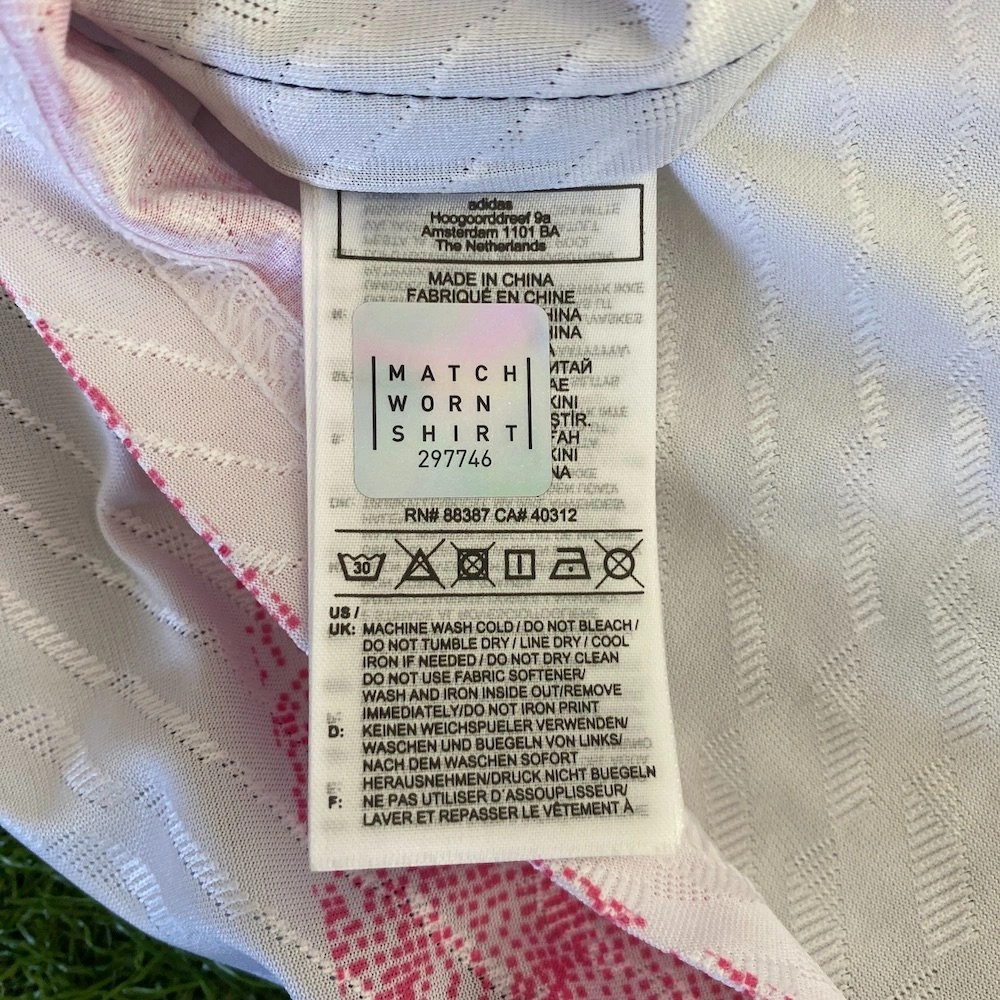 adidas
Hoogoorddreef 9a
Amsterdam 1101 BA
The Netherlands
MADE IN CHINA
FABRIQUÉ EN CHINE
MATCH
WORN
SHIRT
297746
RN# 88387 CA# 40312
30
US /
UK: MACHINE WASH COLD / DO NOT BLEACH /
DO NOT TUMBLE DRY / LINE DRY / COOL
IRON IF NEEDED / DO NOT DRY CLEAN
DO NOT USE FABRIC SOFTENER/
WASH AND IRON INSIDE OUT/REMOVE
IMMEDIATELY/DO NOT IRON PRINT
D: KEINEN WEICHSPUELER VERWENDEN/
WASCHEN UND BUEGELN VON LINKS/
NACH DEM WASCHEN SOFORT
HERAUSNEHMEN/DRUCK NICHT BUEGELN
F: NE PAS UTILISER D'ASSOUPLISSEUR/
LAVER ET REPASSER LE VÊTEMENT À